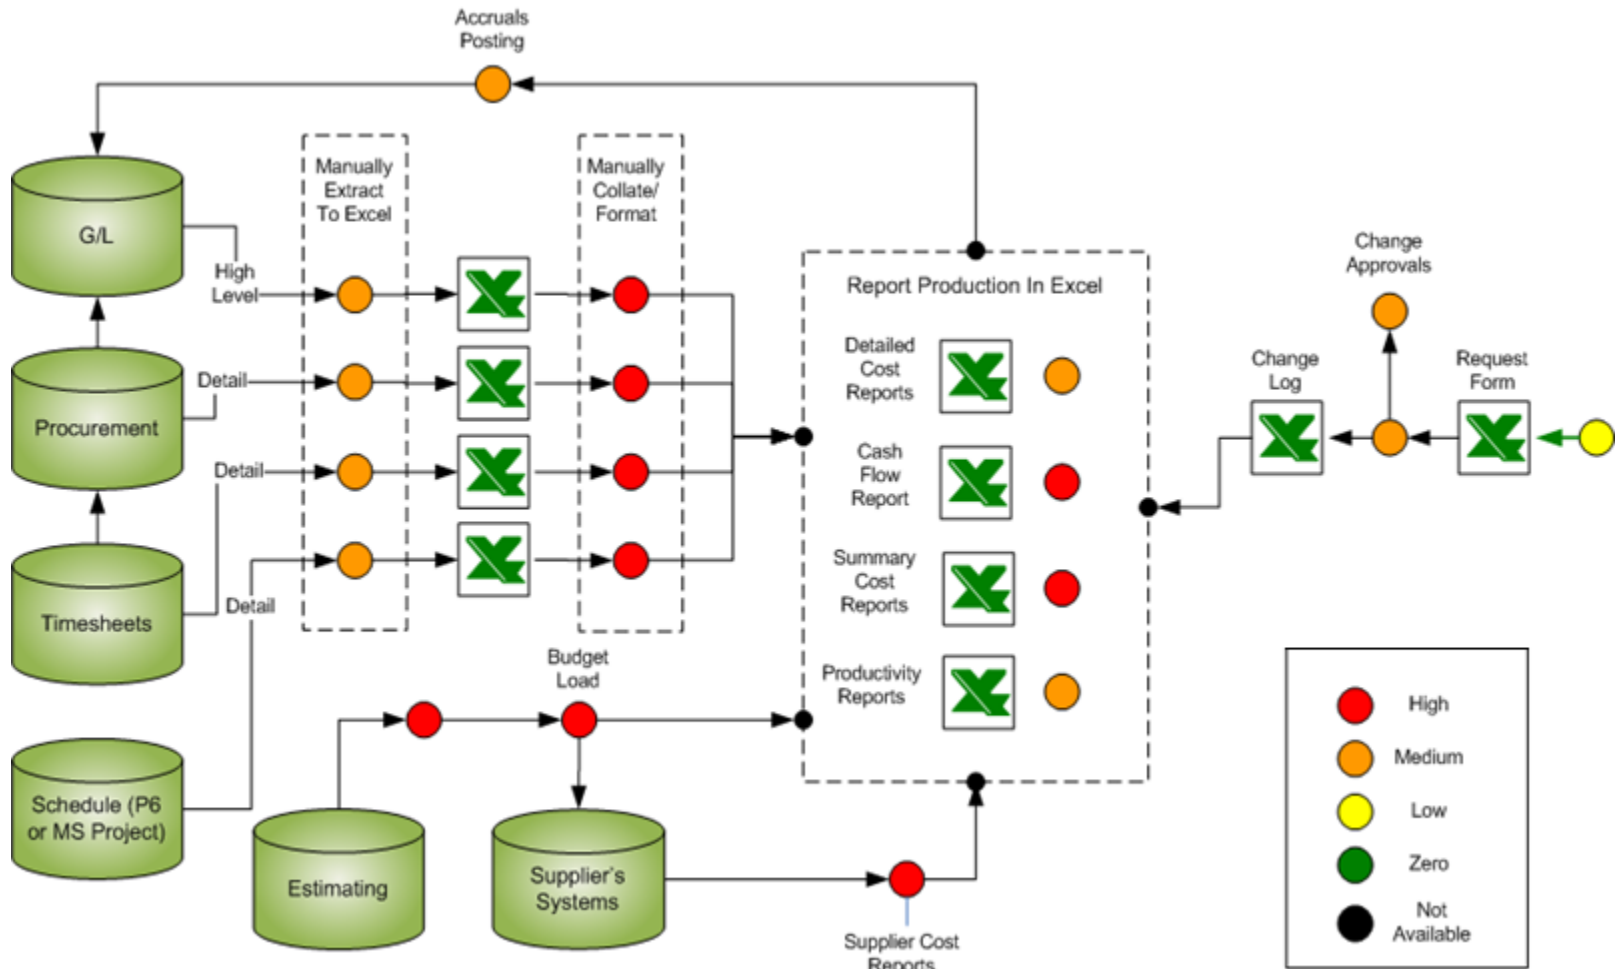 Accruals
Posting
Manually
Extract
To Excel
Manually
Collate/
Format
G/L
High
Level
Procurement
Detail
Detail
Timesheets
Detail
Schedule (P6
or MS Project)
Budget
Load
Estimating
Supplier's
Systems
Supplier Cost
Reports
Report Production In Excel
Detailed
Cost
Reports
Cash
Flow
Report
Summary
Cost
Reports
Productivity
Reports
Change
Approvals
Change
Log
Request
Form
High
Medium
Low
Zero
Not
Available